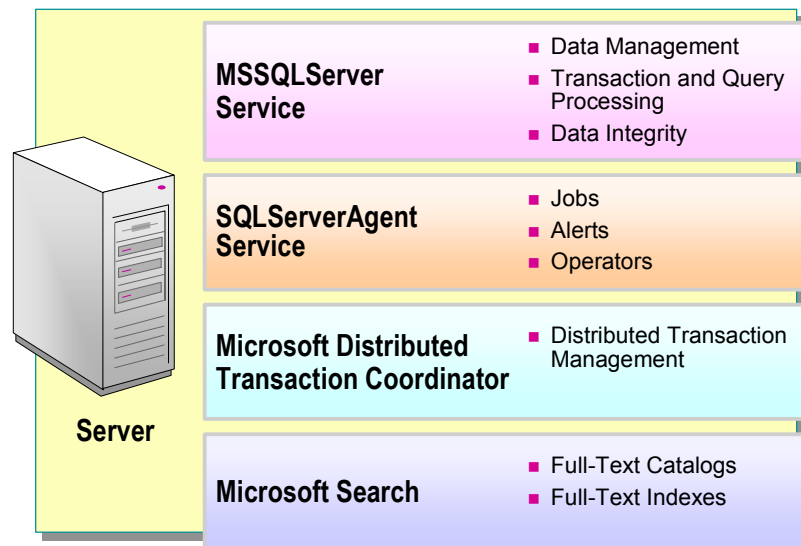 MSSQLServer
Service
Data Management
Transaction and Query
Processing
Data Integrity
SQLServerAgent
Service
Jobs
Alerts
Operators
Microsoft Distributed
Transaction Coordinator
Distributed Transaction
Management
Server
Microsoft Search
Full-Text Catalogs
Full-Text Indexes